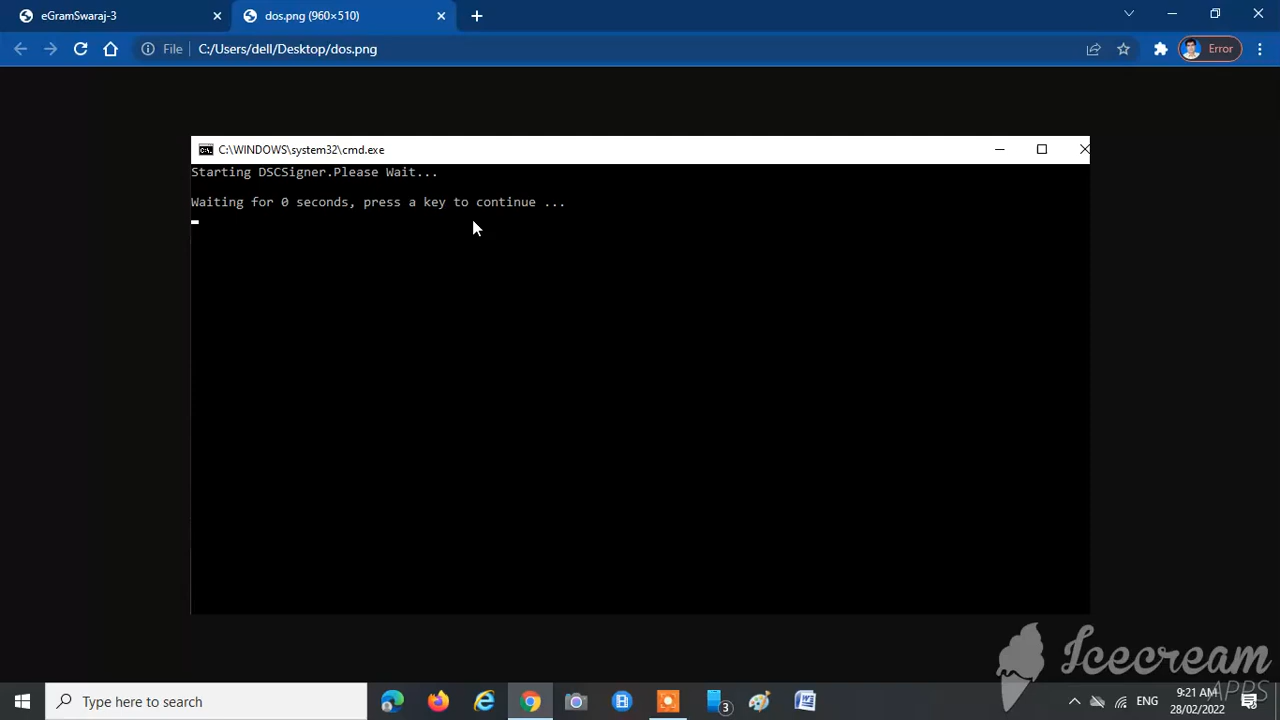 eGramSwaraj-3
dos.png (960×510)
File
C:/Users/dell/Desktop/dos.png
Error
C:\WINDOWS\system32\cmd.exe
Starting DSCSigner.Please Wait...
Waiting for 0 seconds, press a key to continue ...
Icecream
APPS
Type here to search
3
ENG
9:21 AM
28/02/2022